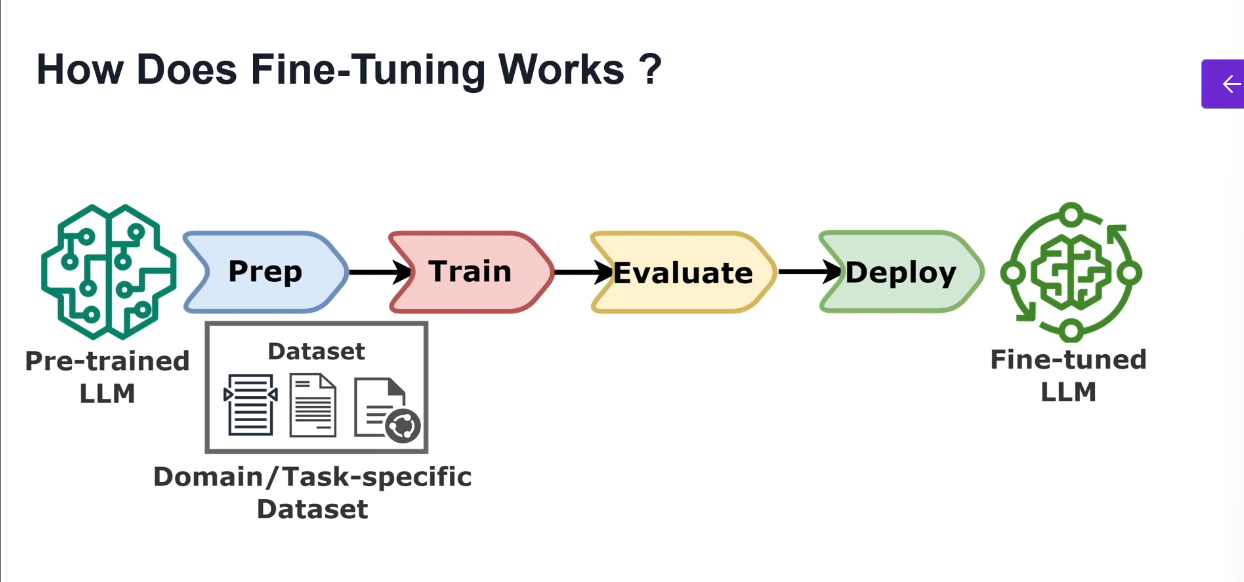 How Does Fine-Tuning Works ?
Prep
Train
Evaluate
Deploy
Pre-trained
LLM
Dataset
Domain/Task-specific
Dataset
Fine-tuned
LLM